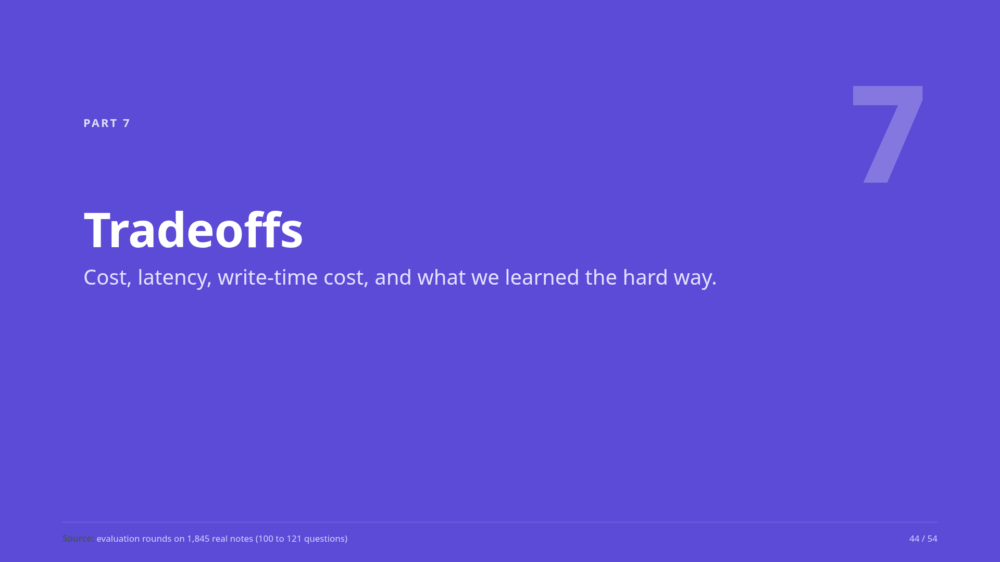 PART 7
7
Tradeoffs
Cost, latency, write-time cost, and what we learned the hard way.
Source: evaluation rounds on 1,845 real notes (100 to 121 questions)
44 / 54